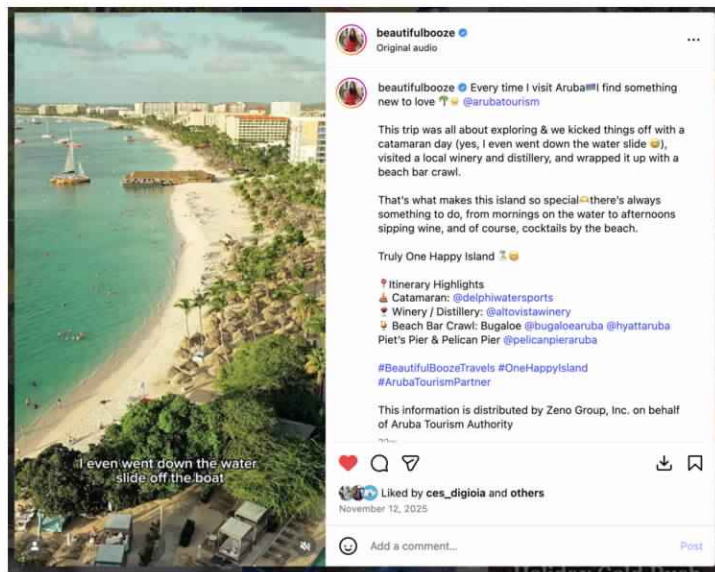 beautifulbooze
Original audio
beautifulbooze Every time I visit Aruba🇦🇼I find something
new to love 🌴☀️ @arubatourism
This trip was all about exploring & we kicked things off with a
catamaran day (yes, I even went down the water slide 😅),
visited a local winery and distillery, and wrapped it up with a
beach bar crawl.
That's what makes this island so special🫶there's always
something to do, from mornings on the water to afternoons
sipping wine, and of course, cocktails by the beach.
Truly One Happy Island
📍Itinerary Highlights
⛵ Catamaran: @delphiwatersports
🍷 Winery / Distillery: @altovistawinery
🍹 Beach Bar Crawl: Bugaloe @bugaloearuba @hyattaruba
Piet's Pier & Pelican Pier @pelicanpieraruba
#BeautifulBoozeTravels #OneHappyIsland
#ArubaTourismPartner
This information is distributed by Zeno Group, Inc. on behalf
of Aruba Tourism Authority
I even went down the water
slide off the boat
Liked by ces_digioia and others
November 12, 2025
Add a comment...
Post